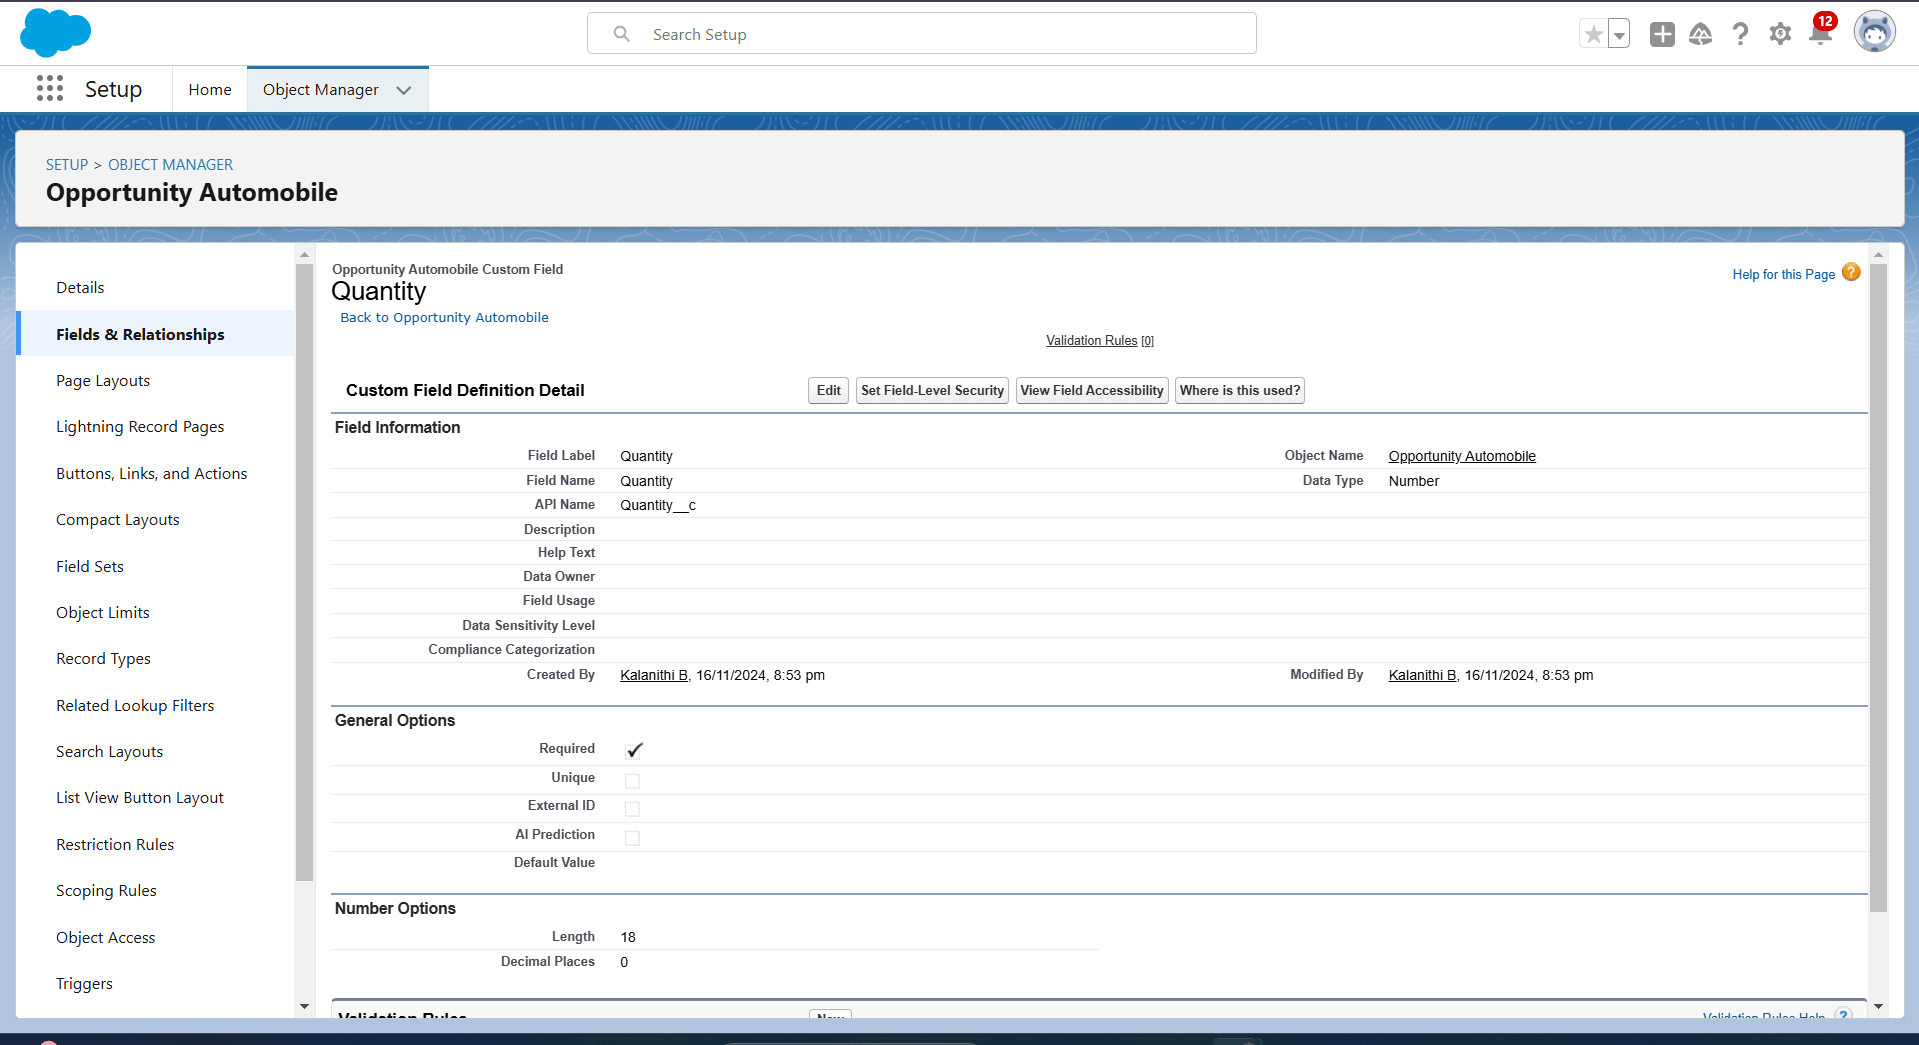 Search Setup
12
Setup
Home
Object Manager
SETUP > OBJECT MANAGER
Opportunity Automobile
Details
Fields & Relationships
Page Layouts
Lightning Record Pages
Buttons, Links, and Actions
Compact Layouts
Field Sets
Object Limits
Record Types
Related Lookup Filters
Search Layouts
List View Button Layout
Restriction Rules
Scoping Rules
Object Access
Triggers
Opportunity Automobile Custom Field
Quantity
Back to Opportunity Automobile
Help for this Page ?
Validation Rules [0]
Custom Field Definition Detail
Edit
Set Field-Level Security
View Field Accessibility
Where is this used?
Field Information
Field Label Quantity
Object Name Opportunity Automobile
Field Name Quantity
Data Type Number
API Name Quantity__c
Description
Help Text
Data Owner
Field Usage
Data Sensitivity Level
Compliance Categorization
Created By Kalanithi B, 16/11/2024, 8:53 pm
Modified By Kalanithi B, 16/11/2024, 8:53 pm
General Options
Required
Unique
External ID
AI Prediction
Default Value
Number Options
Length 18
Decimal Places 0
Validation Rules
New
Validation Rules Help ?